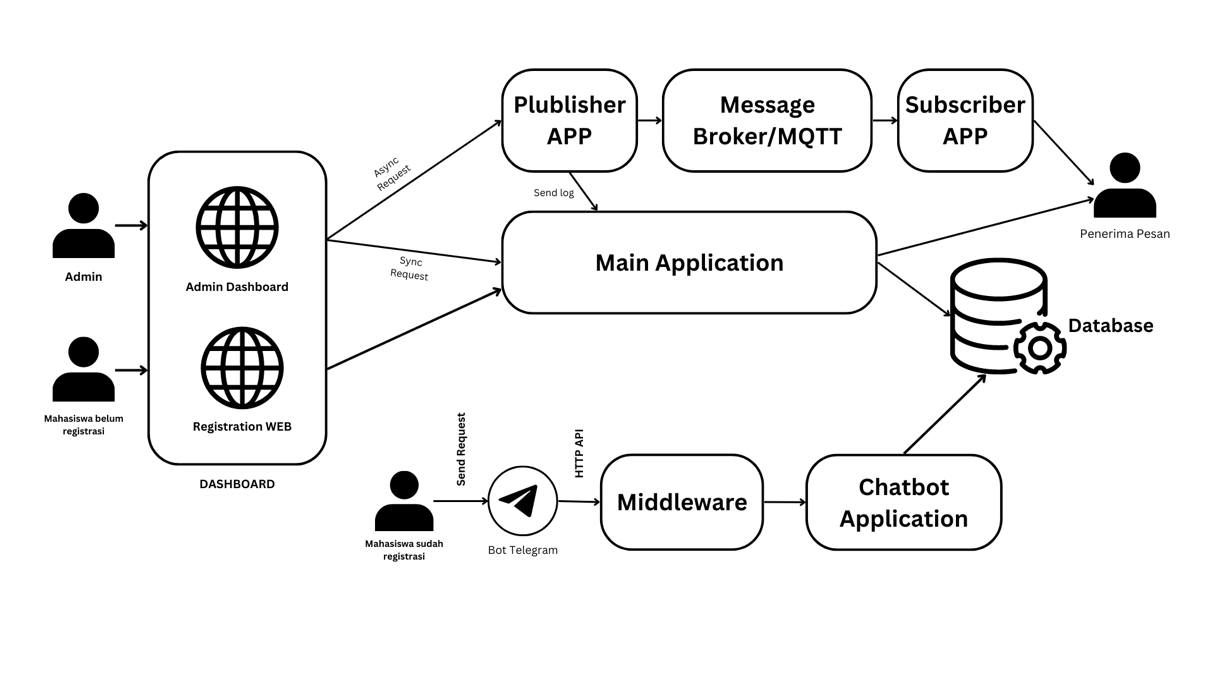 Plublisher
APP
Message
Broker/MQTT
Subscriber
APP
Async
Request
Send log
Penerima Pesan
Admin
Admin Dashboard
Sync
Request
Main Application
Database
Mahasiswa belum
registrasi
Registration WEB
DASHBOARD
Send Request
HTTP API
Mahasiswa sudah
registrasi
Bot Telegram
Middleware
Chatbot
Application